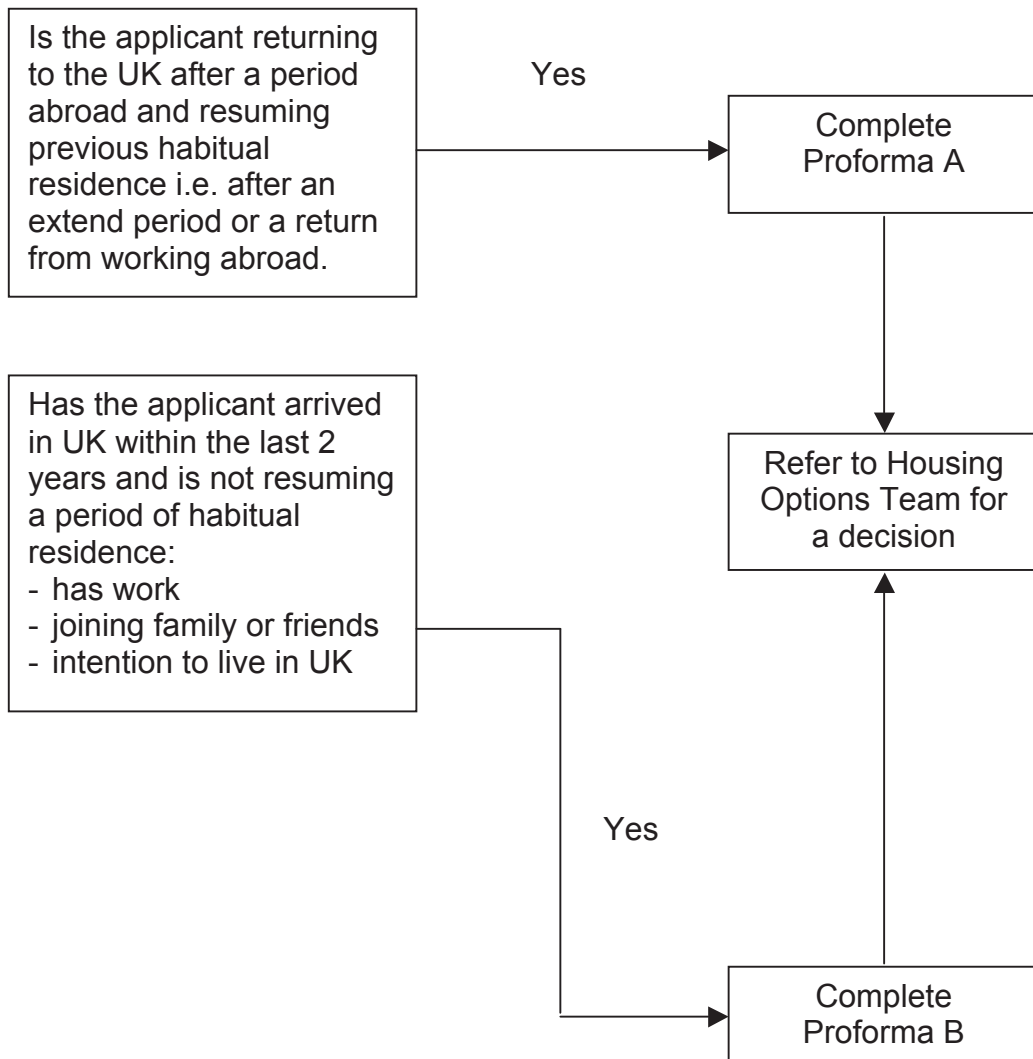 Is the applicant returning
to the UK after a period
abroad and resuming
previous habitual
residence i.e. after an
extend period or a return
from working abroad.
Yes
Complete
Proforma A
Has the applicant arrived
in UK within the last 2
years and is not resuming
a period of habitual
residence:
- has work
- joining family or friends
- intention to live in UK
Refer to Housing
Options Team for
a decision
Yes
Complete
Proforma B